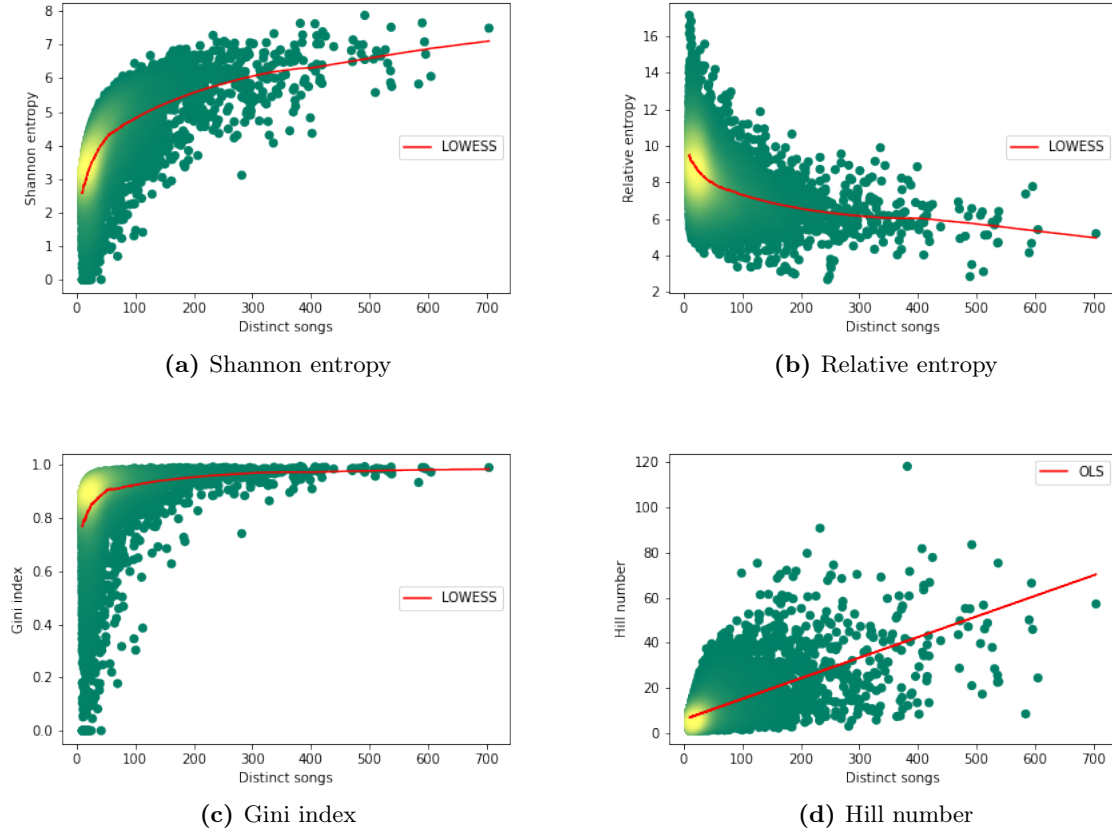 8
7
6
5
4
3
2
1
0
Shannon entropy
LOWESS
0 100 200 300 400 500 600 700
Distinct songs
(a) Shannon entropy
16
14
12
10
8
6
4
2
Relative entropy
LOWESS
0 100 200 300 400 500 600 700
Distinct songs
(b) Relative entropy
1.0
0.8
0.6
0.4
0.2
0.0
Gini index
LOWESS
0 100 200 300 400 500 600 700
Distinct songs
(c) Gini index
120
100
80
60
40
20
0
Hill number
OLS
0 100 200 300 400 500 600 700
Distinct songs
(d) Hill number